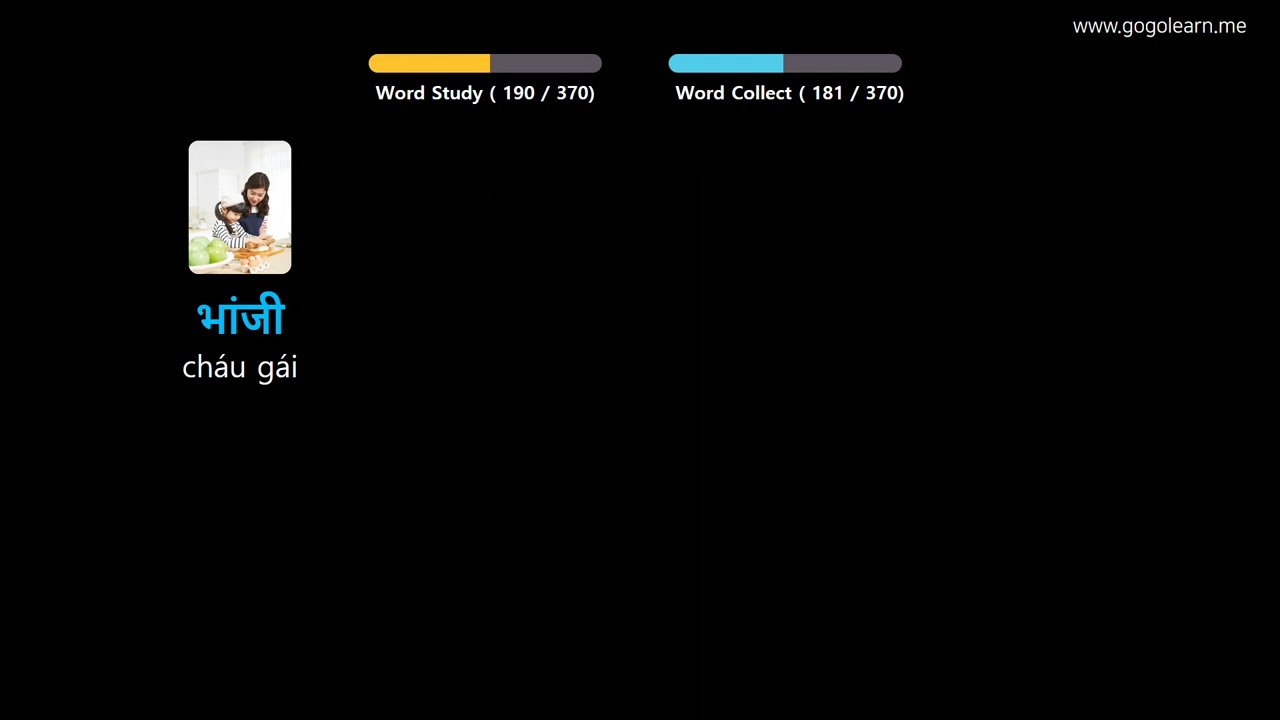 www.gogolearn.me
Word Study ( 190 / 370)
Word Collect ( 181 / 370)
भांजी
cháu gái